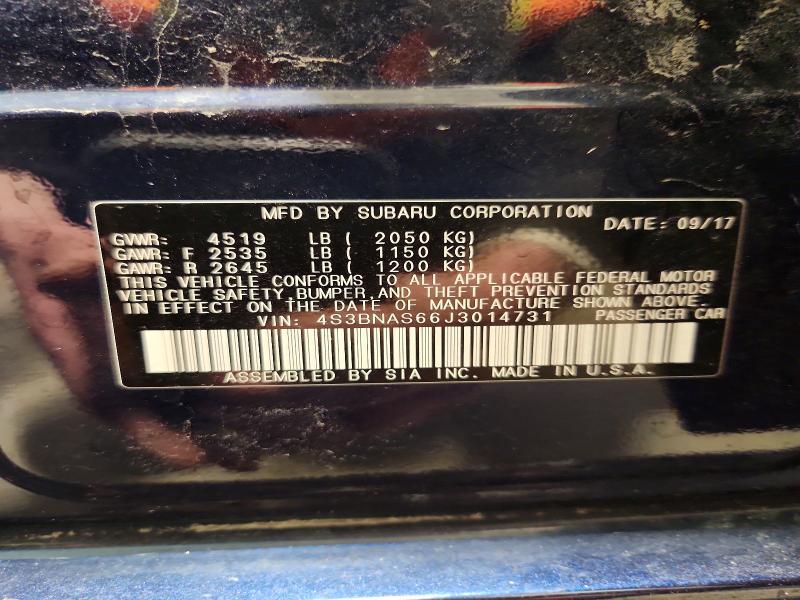 MFD BY SUBARU CORPORATION
DATE: 09/17
GVWR: 4519 LB ( 2050 KG)
GAWR: F 2535 LB ( 1150 KG)
GAWR: R 2645 LB ( 1200 KG)
THIS VEHICLE CONFORMS TO ALL APPLICABLE FEDERAL MOTOR
VEHICLE SAFETY, BUMPER AND THEFT PREVENTION STANDARDS
IN EFFECT ON THE DATE OF MANUFACTURE SHOWN ABOVE.
VIN: 4S3BNAS66J3014731 PASSENGER CAR
ASSEMBLED BY SIA INC. MADE IN U.S.A.